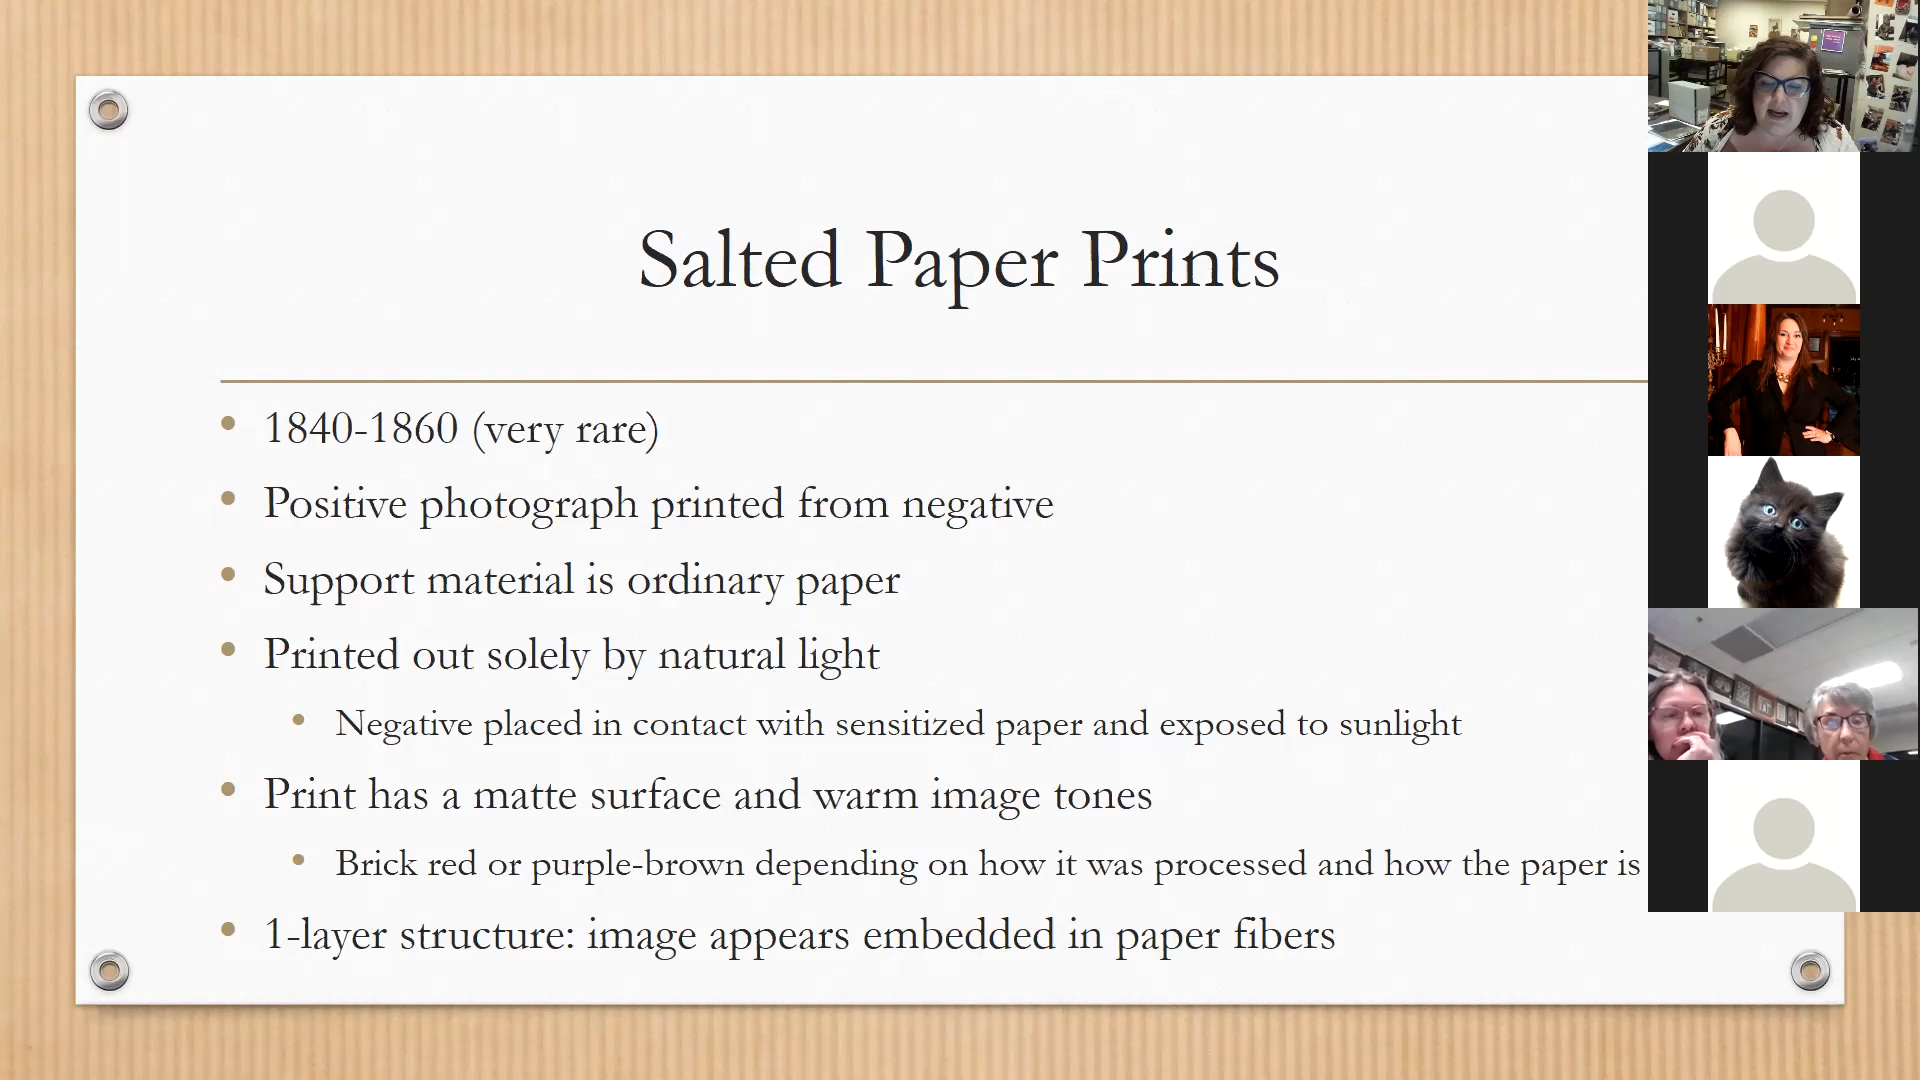 Salted Paper Prints
1840-1860 (very rare)
Positive photograph printed from negative
Support material is ordinary paper
Printed out solely by natural light
Negative placed in contact with sensitized paper and exposed to sunlight
Print has a matte surface and warm image tones
Brick red or purple-brown depending on how it was processed and how the paper is
1-layer structure: image appears embedded in paper fibers